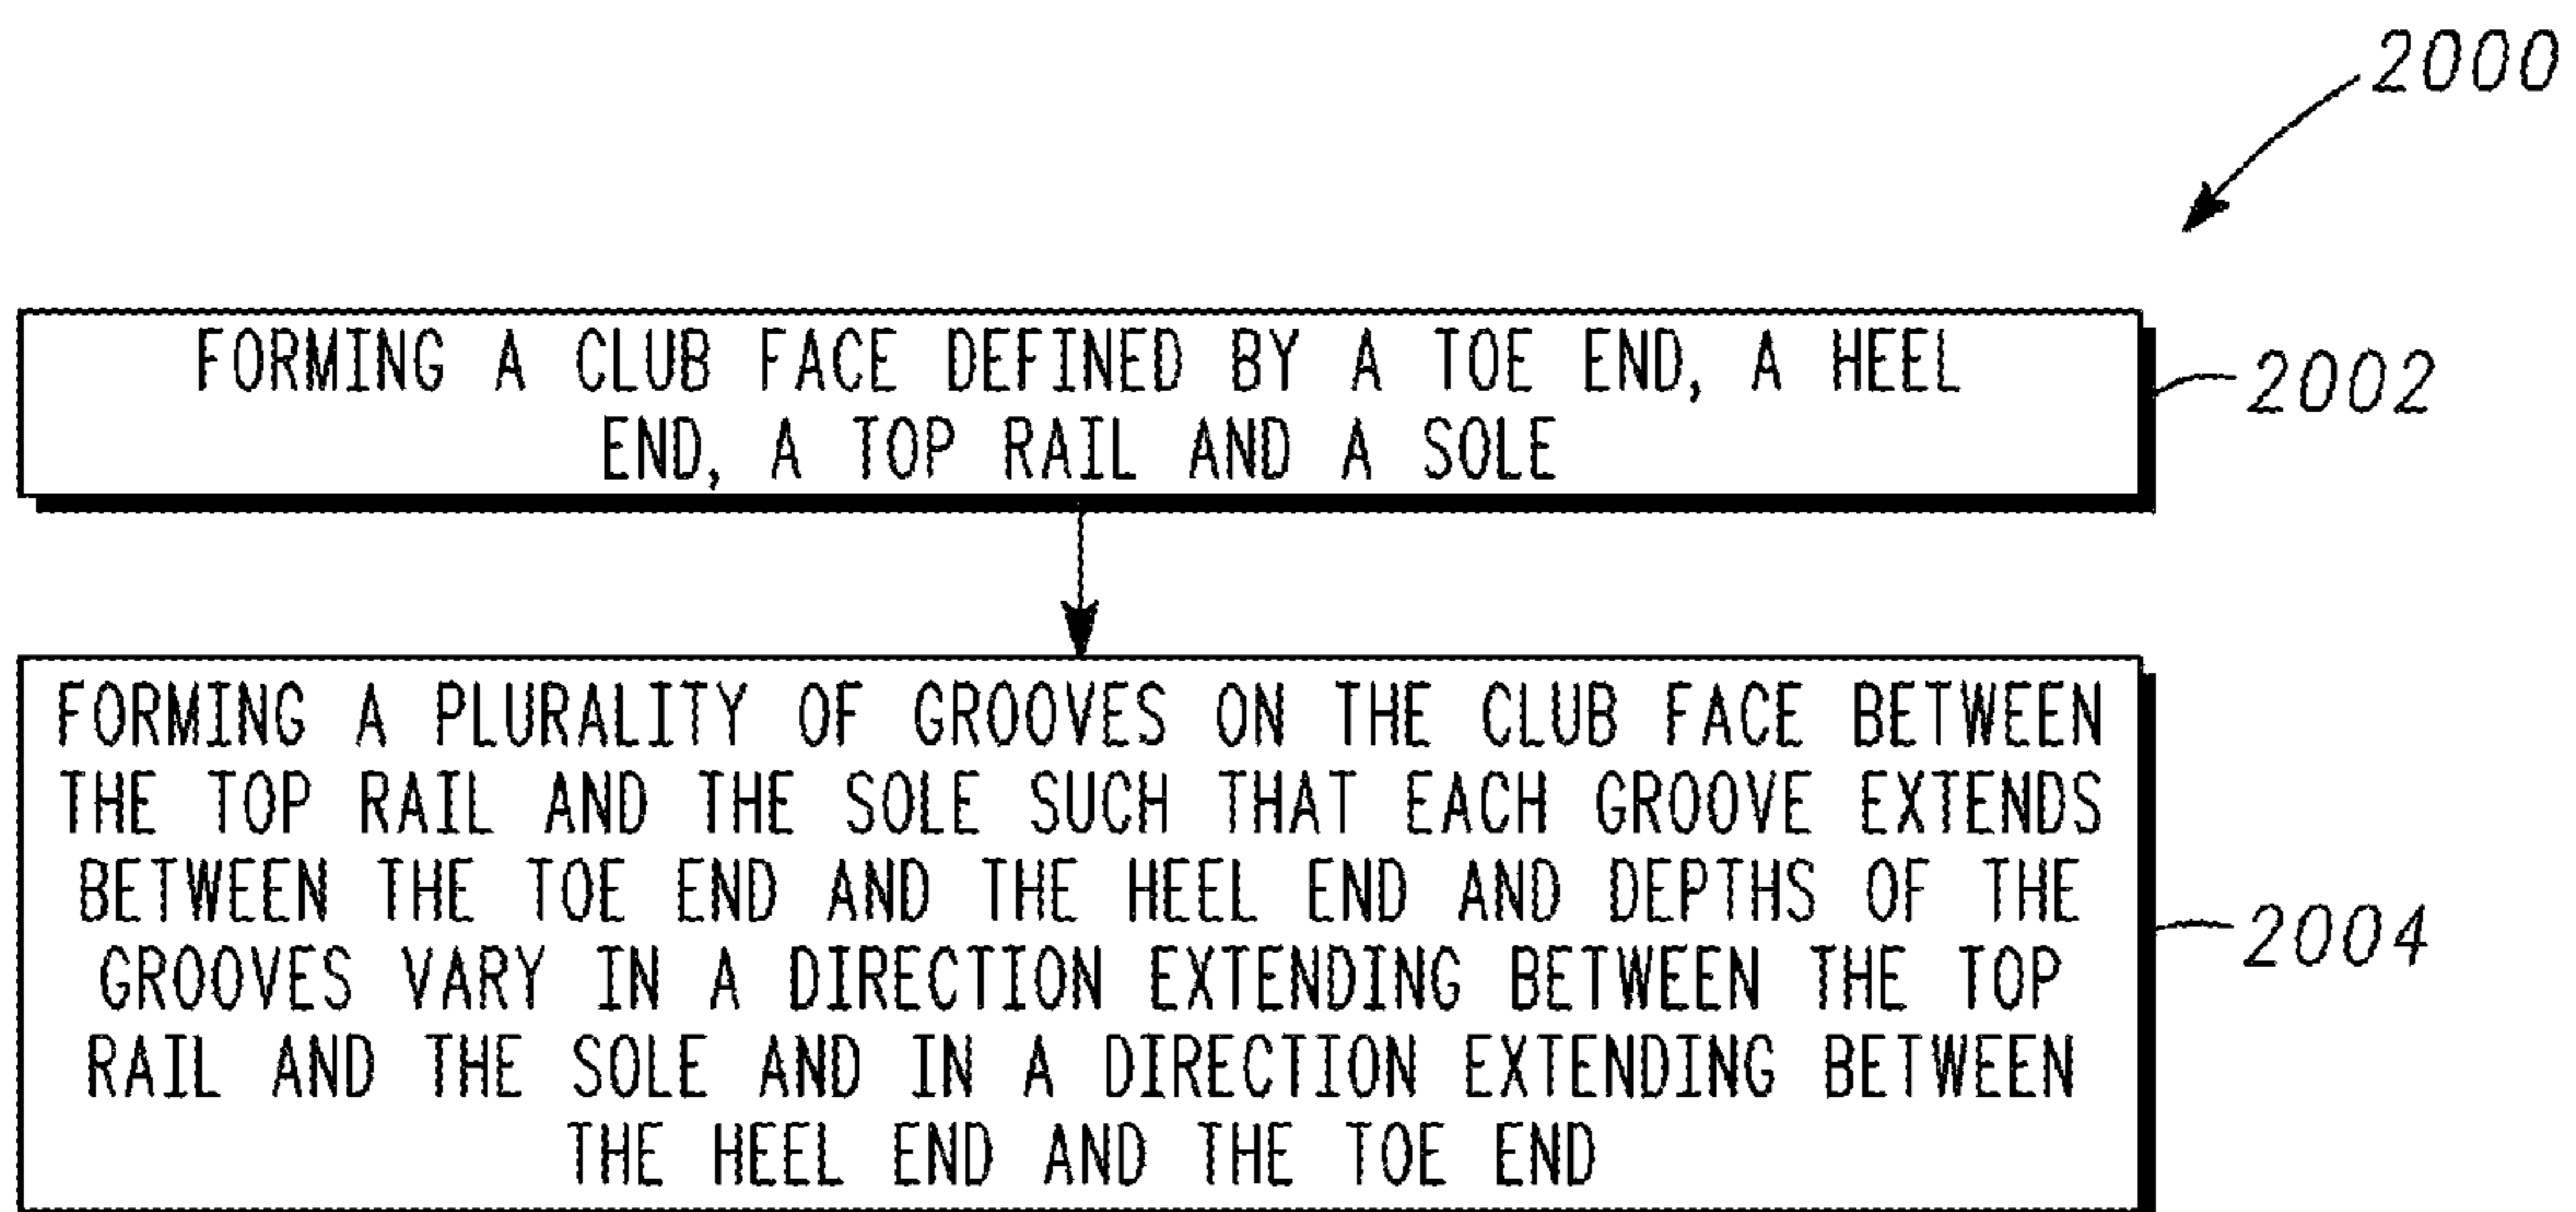 2000
FORMING A CLUB FACE DEFINED BY A TOE END, A HEEL
END, A TOP RAIL AND A SOLE
2002
FORMING A PLURALITY OF GROOVES ON THE CLUB FACE BETWEEN
THE TOP RAIL AND THE SOLE SUCH THAT EACH GROOVE EXTENDS
BETWEEN THE TOE END AND THE HEEL END AND DEPTHS OF THE
GROOVES VARY IN A DIRECTION EXTENDING BETWEEN THE TOP
RAIL AND THE SOLE AND IN A DIRECTION EXTENDING BETWEEN
THE HEEL END AND THE TOE END
2004